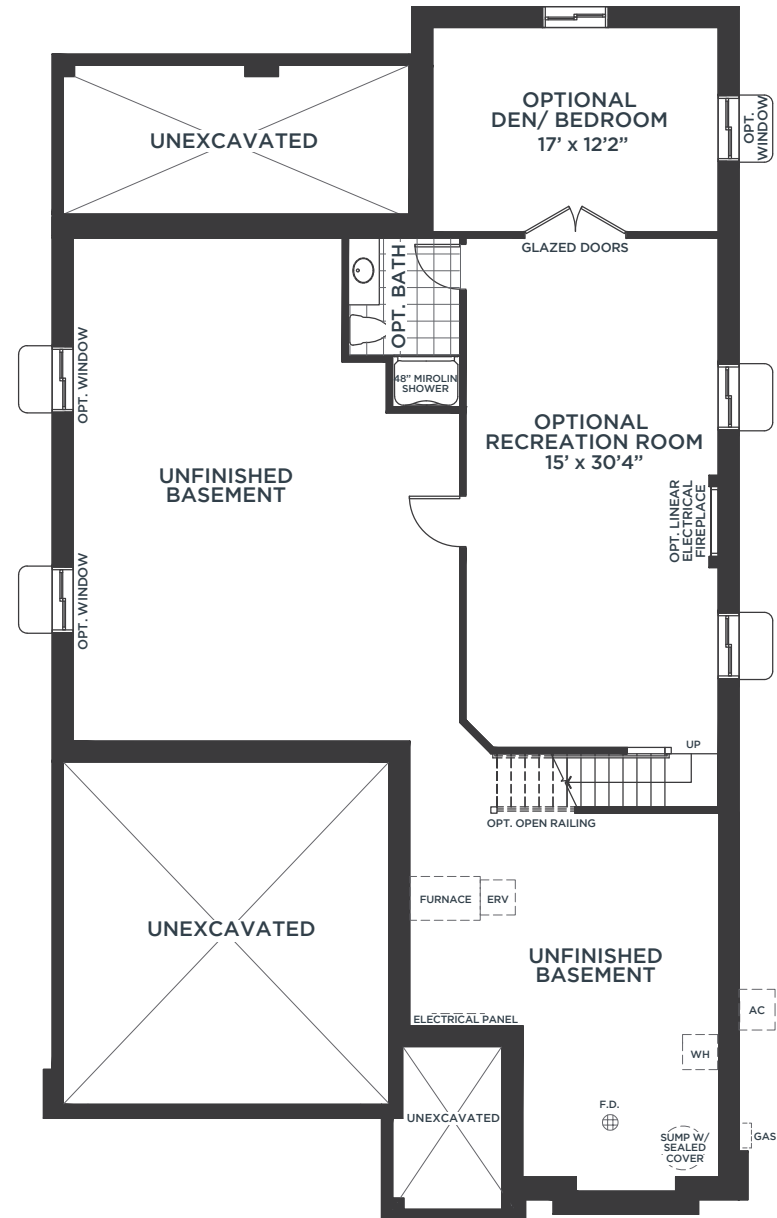 OPTIONAL
DEN/ BEDROOM
17' x 12'2”
OPT.
WINDOW
UNEXCAVATED
GLAZED DOORS
OPT. BATH
48” MIROLIN
SHOWER
OPT. WINDOW
UNFINISHED
BASEMENT
OPTIONAL
RECREATION ROOM
15' x 30'4”
OPT. LINEAR
ELECTRICAL
FIREPLACE
OPT. WINDOW
UP
OPT. OPEN RAILING
UNEXCAVATED
FURNACE
ERV
UNFINISHED
BASEMENT
ELECTRICAL PANEL
AC
WH
UNEXCAVATED
F.D.
SUMP W/
SEALED
COVER
GAS